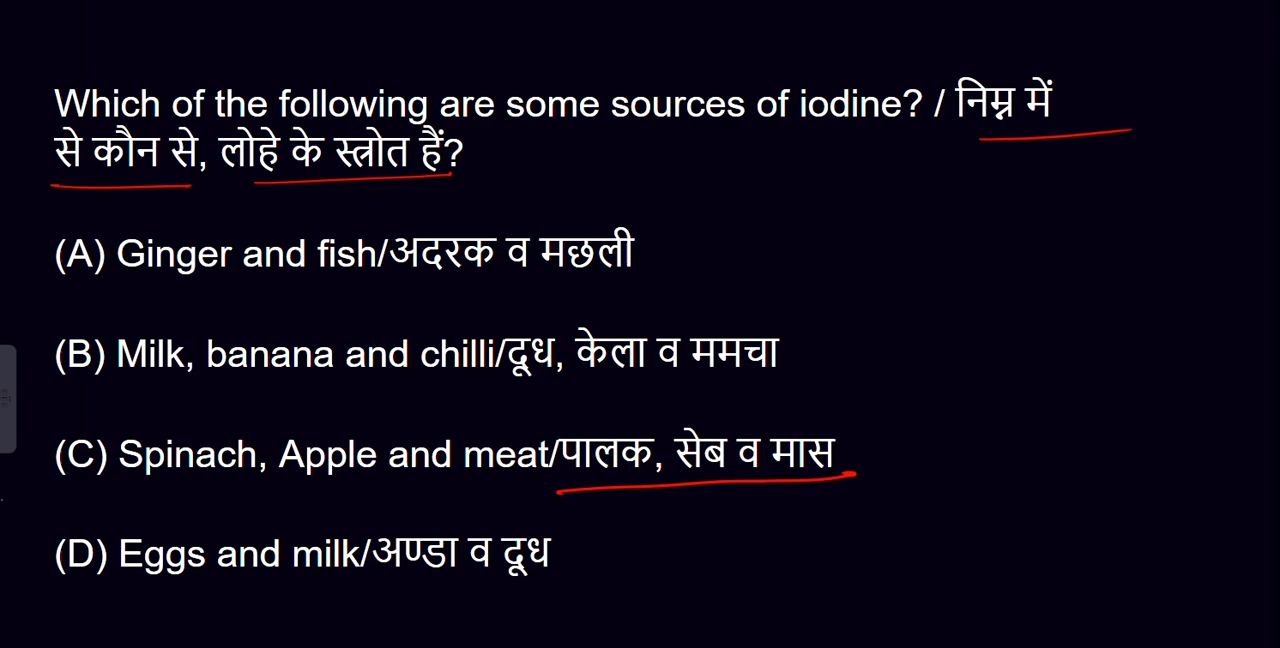 Which of the following are some sources of iodine? / निम्न में
से कौन से, लोहे के स्त्रोत हैं?
(A) Ginger and fish/अदरक व मछली
(B) Milk, banana and chilli/दूध, केला व ममचा
(C) Spinach, Apple and meat/पालक, सेब व मास
(D) Eggs and milk/अण्डा व दूध